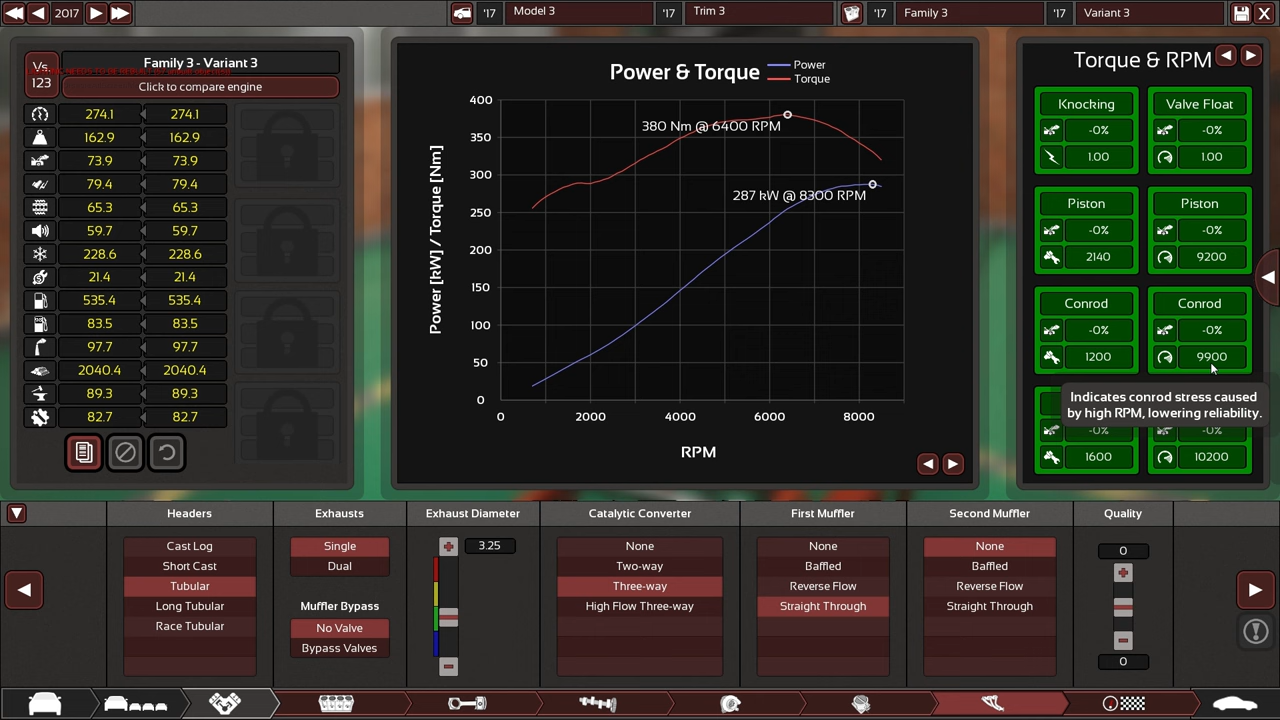 2017
'17
Model 3
'17
Trim 3
'17
Family 3
'17
Variant 3
Vs
123
Family 3 - Variant 3
Click to compare engine
274.1 274.1
162.9 162.9
73.9 73.9
79.4 79.4
65.3 65.3
59.7 59.7
228.6 228.6
21.4 21.4
535.4 535.4
83.5 83.5
97.7 97.7
2040.4 2040.4
89.3 89.3
82.7 82.7
Power & Torque
Power
Torque
Power [kW] / Torque [Nm]
400
350
300
250
200
150
100
50
0
380 Nm @ 6400 RPM
287 kW @ 8300 RPM
0 2000 4000 6000 8000
RPM
Torque & RPM
Knocking Valve Float
-0% -0%
1.00 1.00
Piston Piston
-0% -0%
2140 9200
Conrod Conrod
-0% -0%
1200 9900
Indicates conrod stress caused
by high RPM, lowering reliability.
-0% -0%
1600 10200
Headers
Cast Log
Short Cast
Tubular
Long Tubular
Race Tubular
Exhausts
Single
Dual
Muffler Bypass
No Valve
Bypass Valves
Exhaust Diameter
3.25
Catalytic Converter
None
Two-way
Three-way
High Flow Three-way
First Muffler
None
Baffled
Reverse Flow
Straight Through
Second Muffler
None
Baffled
Reverse Flow
Straight Through
Quality
0
0